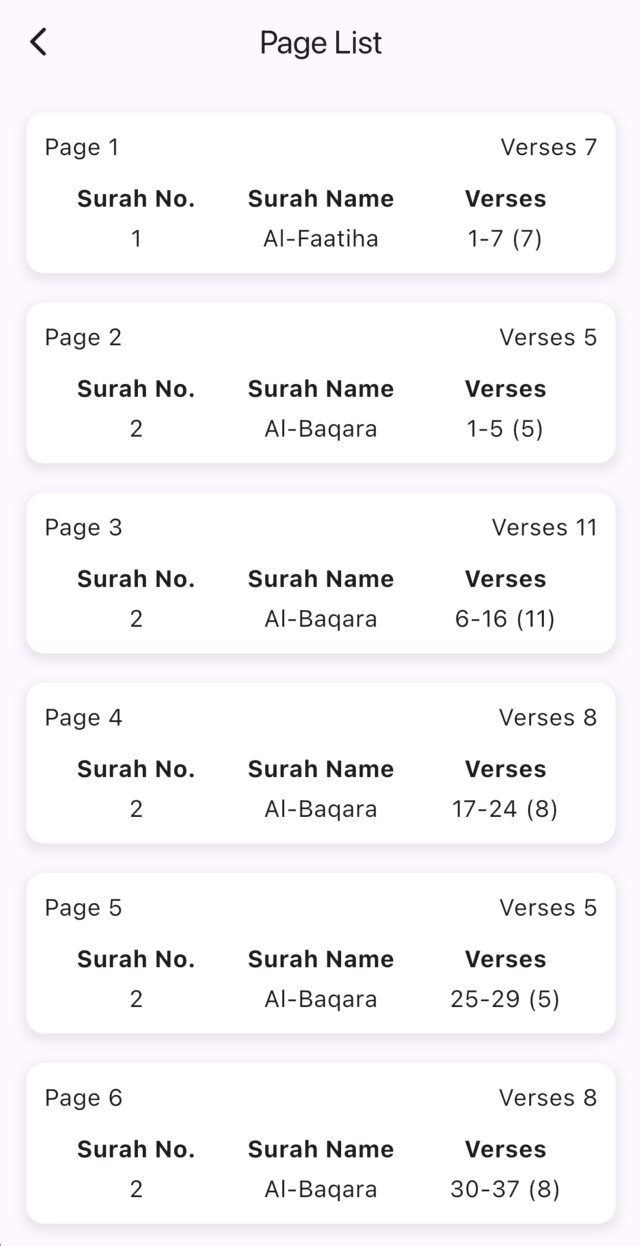 Page List
Page 1 Verses 7
Surah No. Surah Name Verses
1 Al-Faatiha 1-7 (7)
Page 2 Verses 5
Surah No. Surah Name Verses
2 Al-Baqara 1-5 (5)
Page 3 Verses 11
Surah No. Surah Name Verses
2 Al-Baqara 6-16 (11)
Page 4 Verses 8
Surah No. Surah Name Verses
2 Al-Baqara 17-24 (8)
Page 5 Verses 5
Surah No. Surah Name Verses
2 Al-Baqara 25-29 (5)
Page 6 Verses 8
Surah No. Surah Name Verses
2 Al-Baqara 30-37 (8)